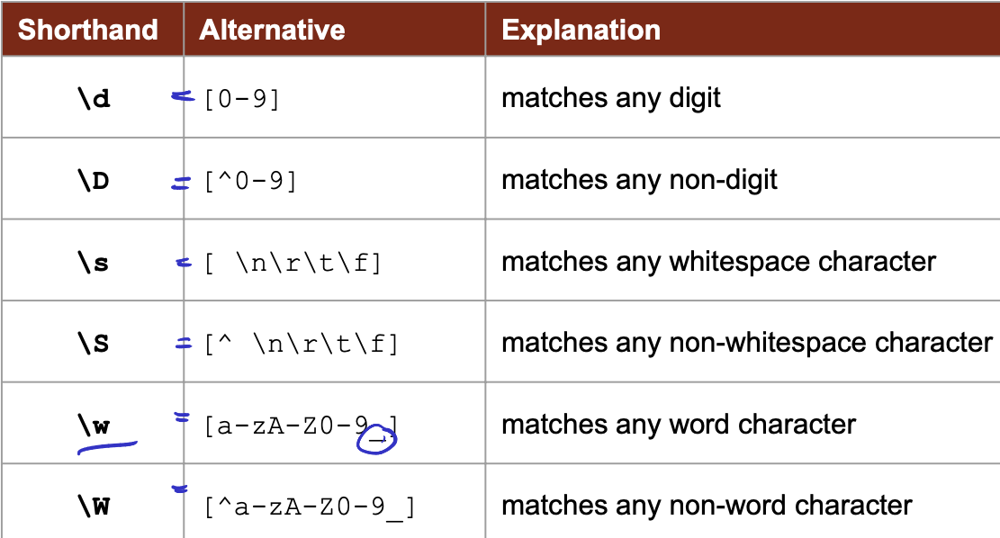 Shorthand Alternative Explanation
\d = [0-9] matches any digit
\D = [^0-9] matches any non-digit
\s = [ \n\r\t\f] matches any whitespace character
\S = [^ \n\r\t\f] matches any non-whitespace character
\w = [a-zA-Z0-9_] matches any word character
\W = [^a-zA-Z0-9_] matches any non-word character